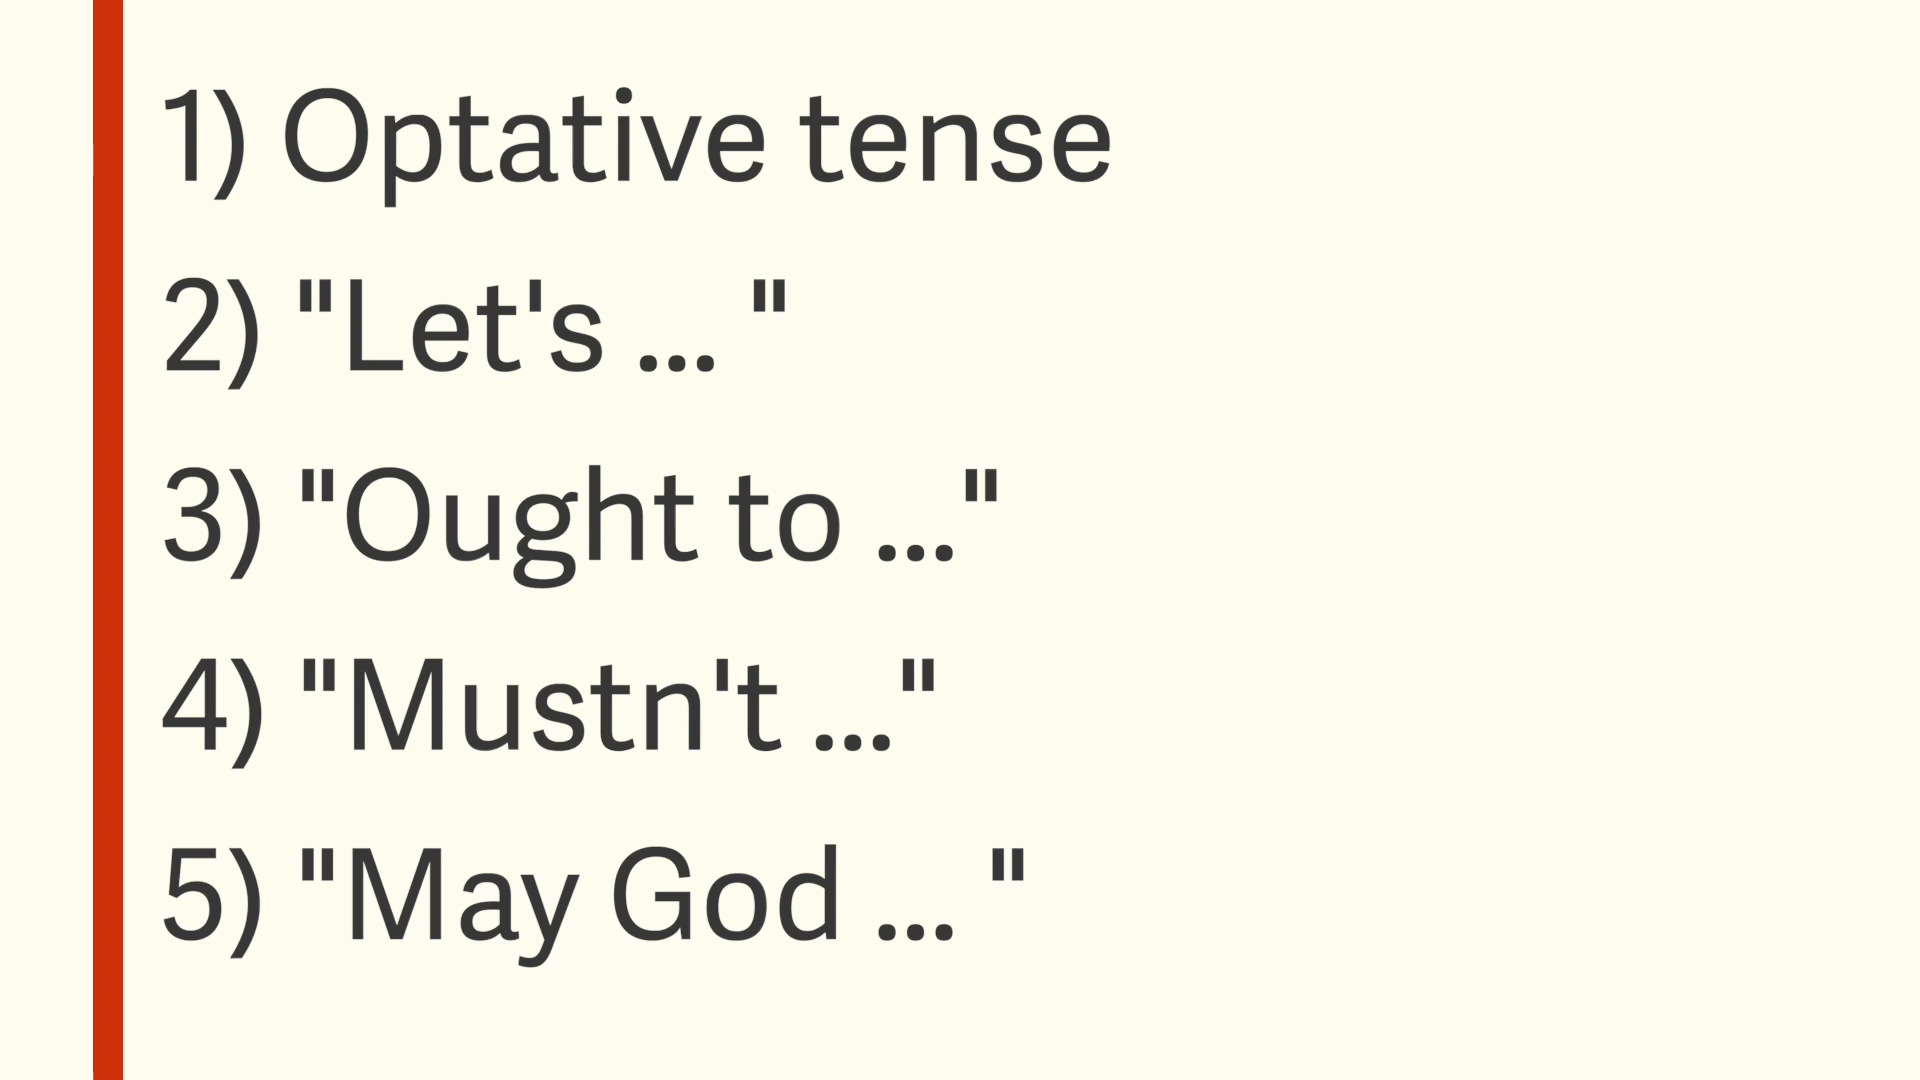 1) Optative tense
2) "Let's ... "
3) "Ought to ..."
4) "Mustn't ..."
5) "May God ... "